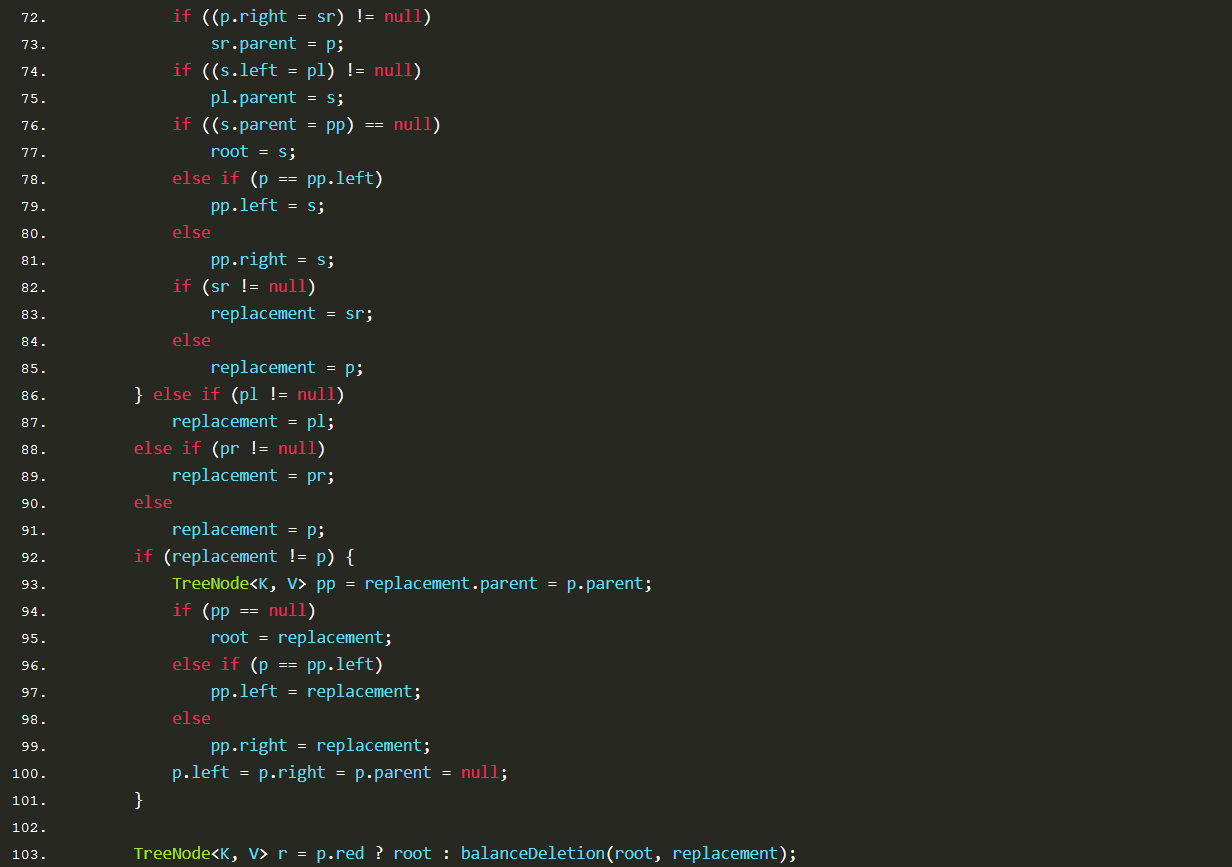 72.             if ((p.right = sr) != null)
73.                 sr.parent = p;
74.             if ((s.left = pl) != null)
75.                 pl.parent = s;
76.             if ((s.parent = pp) == null)
77.                 root = s;
78.             else if (p == pp.left)
79.                 pp.left = s;
80.             else
81.                 pp.right = s;
82.             if (sr != null)
83.                 replacement = sr;
84.             else
85.                 replacement = p;
86.         } else if (pl != null)
87.             replacement = pl;
88.         else if (pr != null)
89.             replacement = pr;
90.         else
91.             replacement = p;
92.         if (replacement != p) {
93.             TreeNode<K, V> pp = replacement.parent = p.parent;
94.             if (pp == null)
95.                 root = replacement;
96.             else if (p == pp.left)
97.                 pp.left = replacement;
98.             else
99.                 pp.right = replacement;
100.             p.left = p.right = p.parent = null;
101.         }
102.
103.         TreeNode<K, V> r = p.red ? root : balanceDeletion(root, replacement);